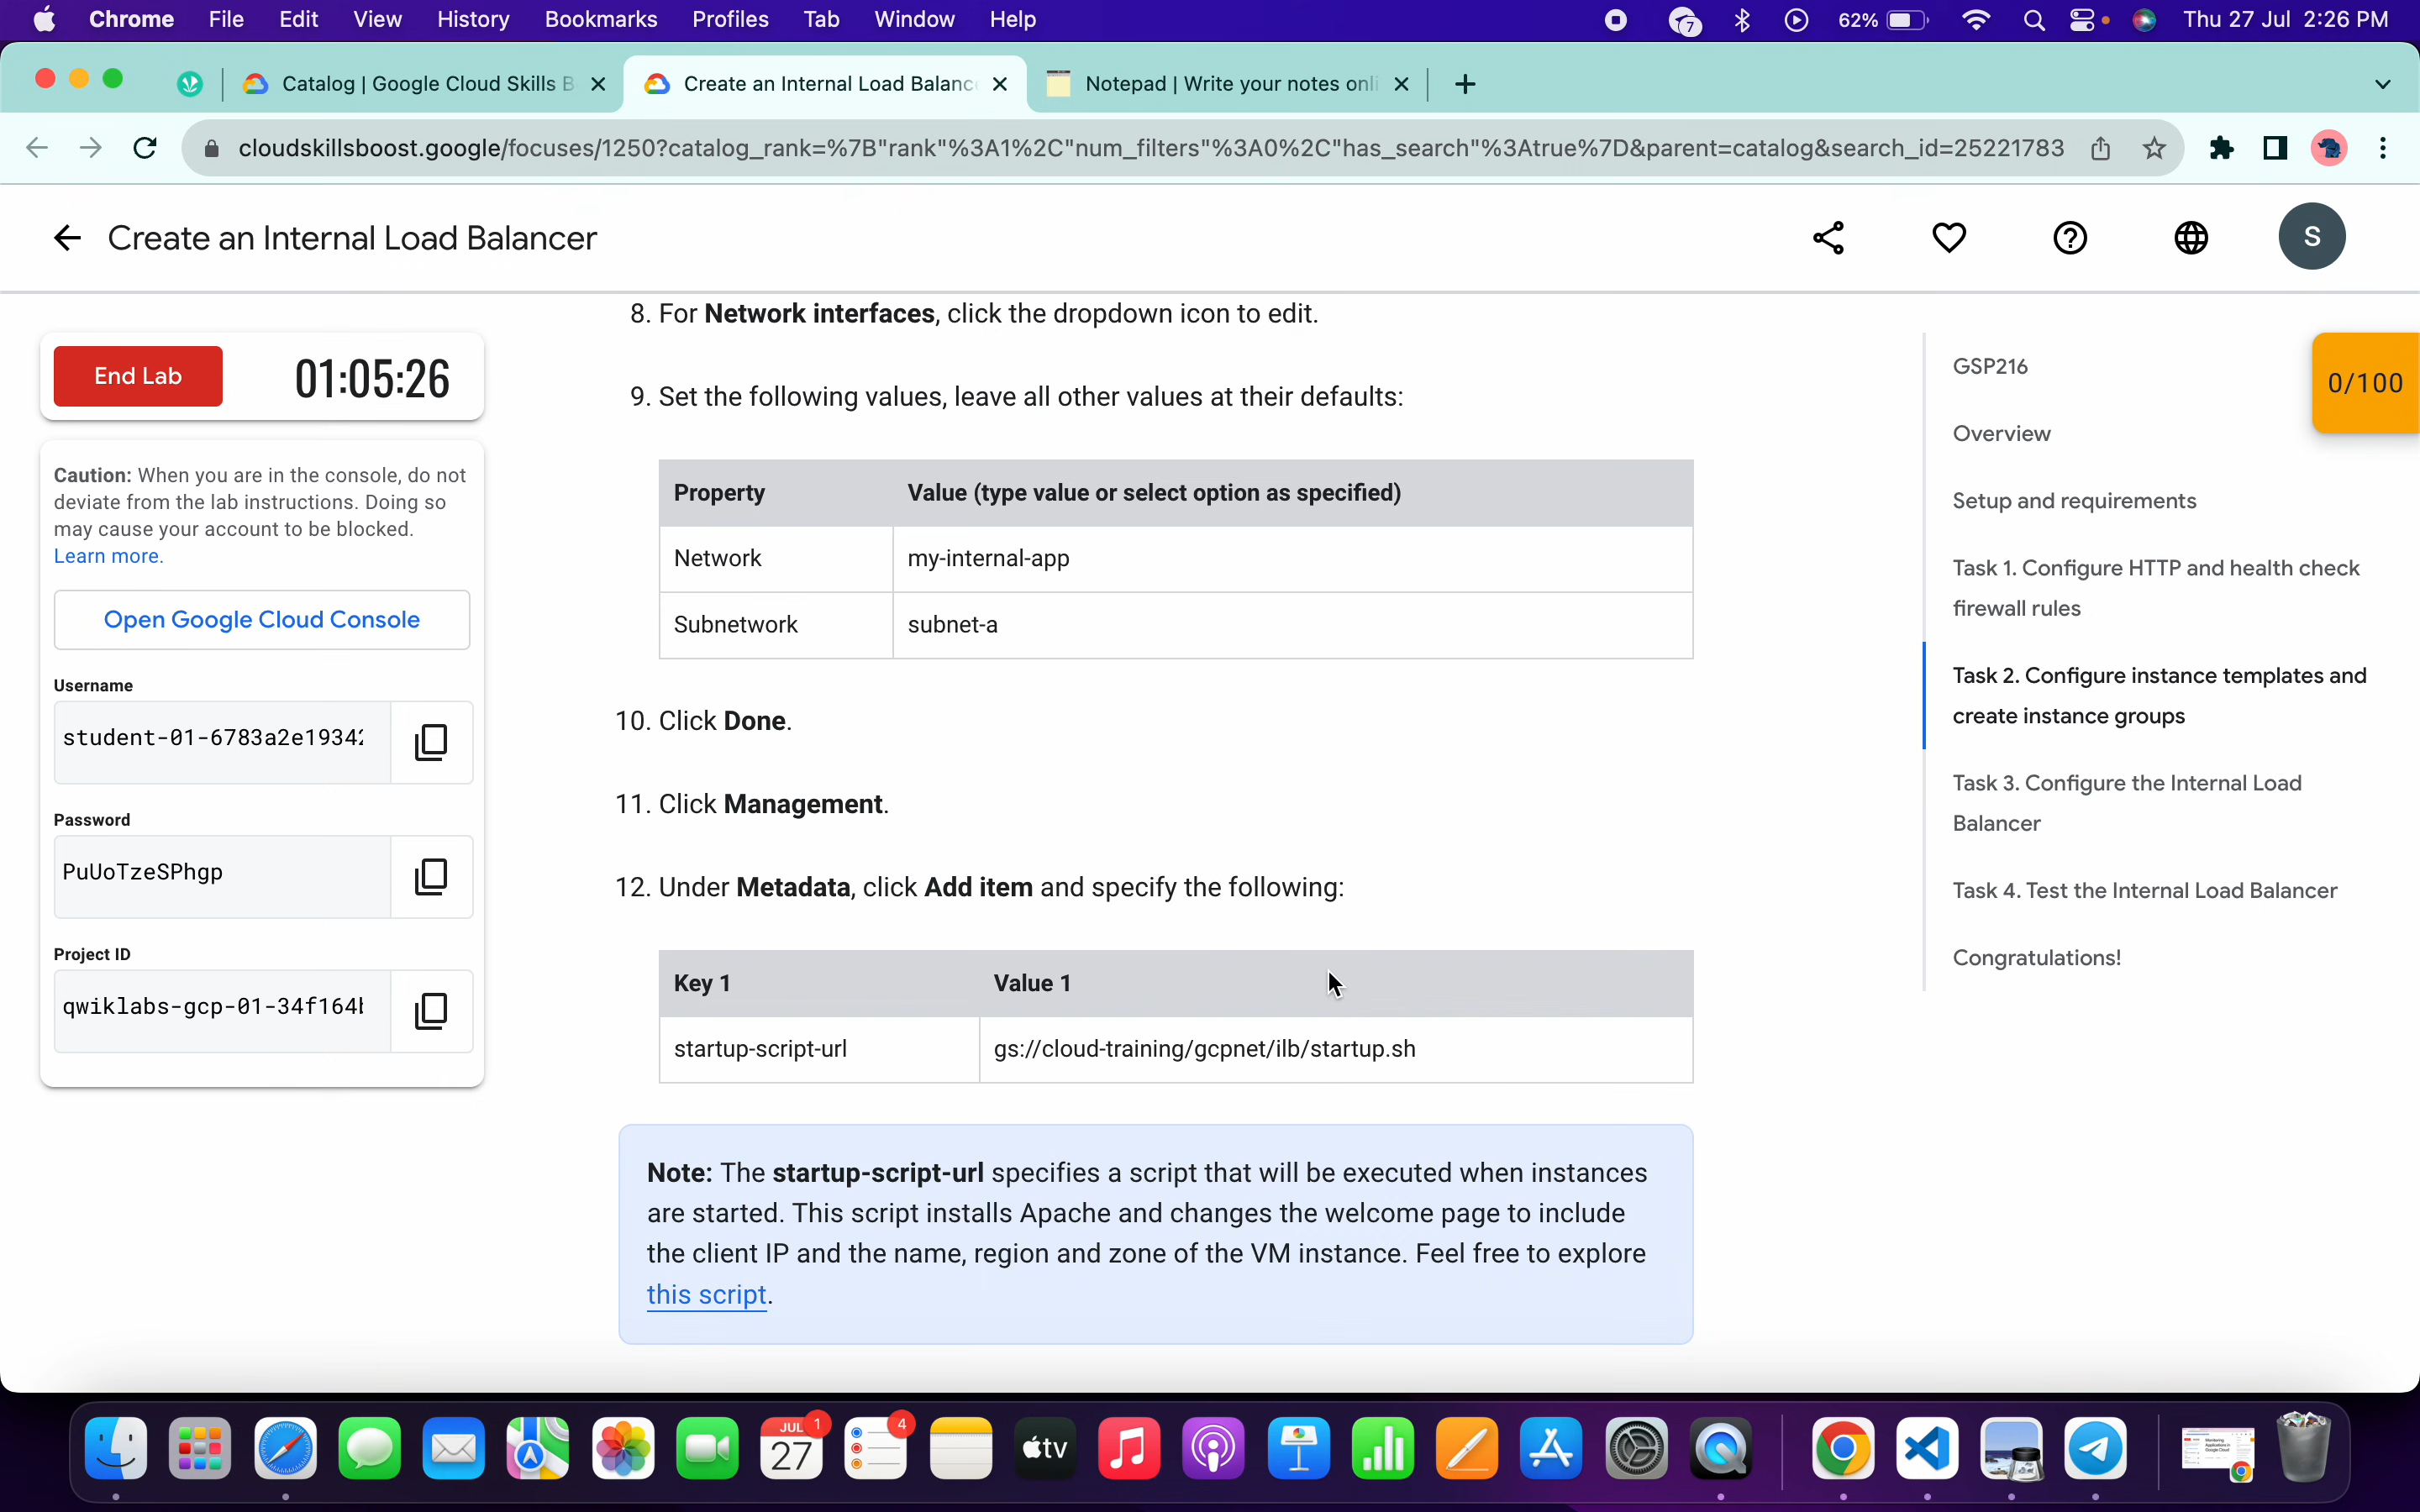 Chrome File Edit View History Bookmarks Profiles Tab Window Help 7 62% Thu 27 Jul 2:26 PM
Catalog | Google Cloud Skills B
Create an Internal Load Balanc
Notepad | Write your notes onli
cloudskillsboost.google/focuses/1250?catalog_rank=%7B"rank"%3A1%2C"num_filters"%3A0%2C"has_search"%3Atrue%7D&parent=catalog&search_id=25221783
Create an Internal Load Balancer
S
End Lab
01:05:26
Caution: When you are in the console, do not
deviate from the lab instructions. Doing so
may cause your account to be blocked.
Learn more.
Open Google Cloud Console
Username
student-01-6783a2e1934
Password
PuUoTzeSPhgp
Project ID
qwiklabs-gcp-01-34f164
8. For Network interfaces, click the dropdown icon to edit.
9. Set the following values, leave all other values at their defaults:
Property Value (type value or select option as specified)
Network my-internal-app
Subnetwork subnet-a
10. Click Done.
11. Click Management.
12. Under Metadata, click Add item and specify the following:
Key 1 Value 1
startup-script-url gs://cloud-training/gcpnet/ilb/startup.sh
Note: The startup-script-url specifies a script that will be executed when instances
are started. This script installs Apache and changes the welcome page to include
the client IP and the name, region and zone of the VM instance. Feel free to explore
this script.
GSP216
Overview
Setup and requirements
Task 1. Configure HTTP and health check
firewall rules
Task 2. Configure instance templates and
create instance groups
Task 3. Configure the Internal Load
Balancer
Task 4. Test the Internal Load Balancer
Congratulations!
0/100
JUL 1
27
4
tv